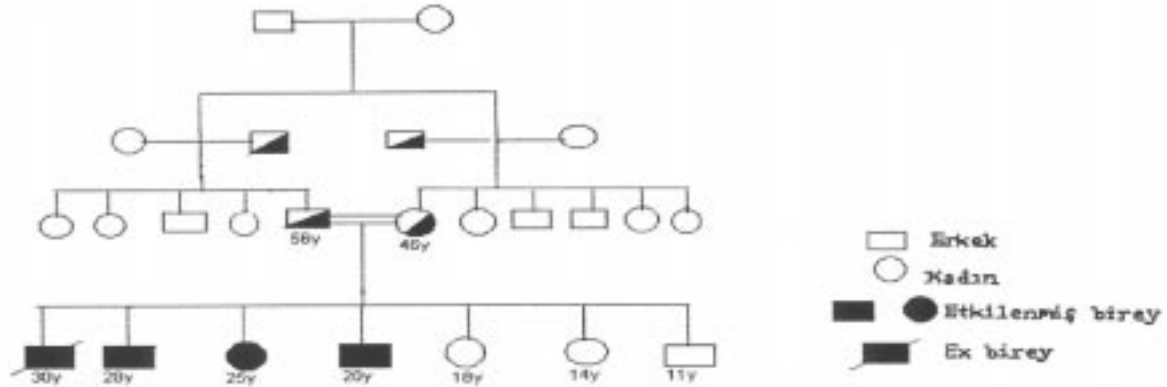 56y 46y
30y 28y 25y 20y 18y 14y 11y
Erkek
Kadın
Etkilenmiş birey
Ex birey